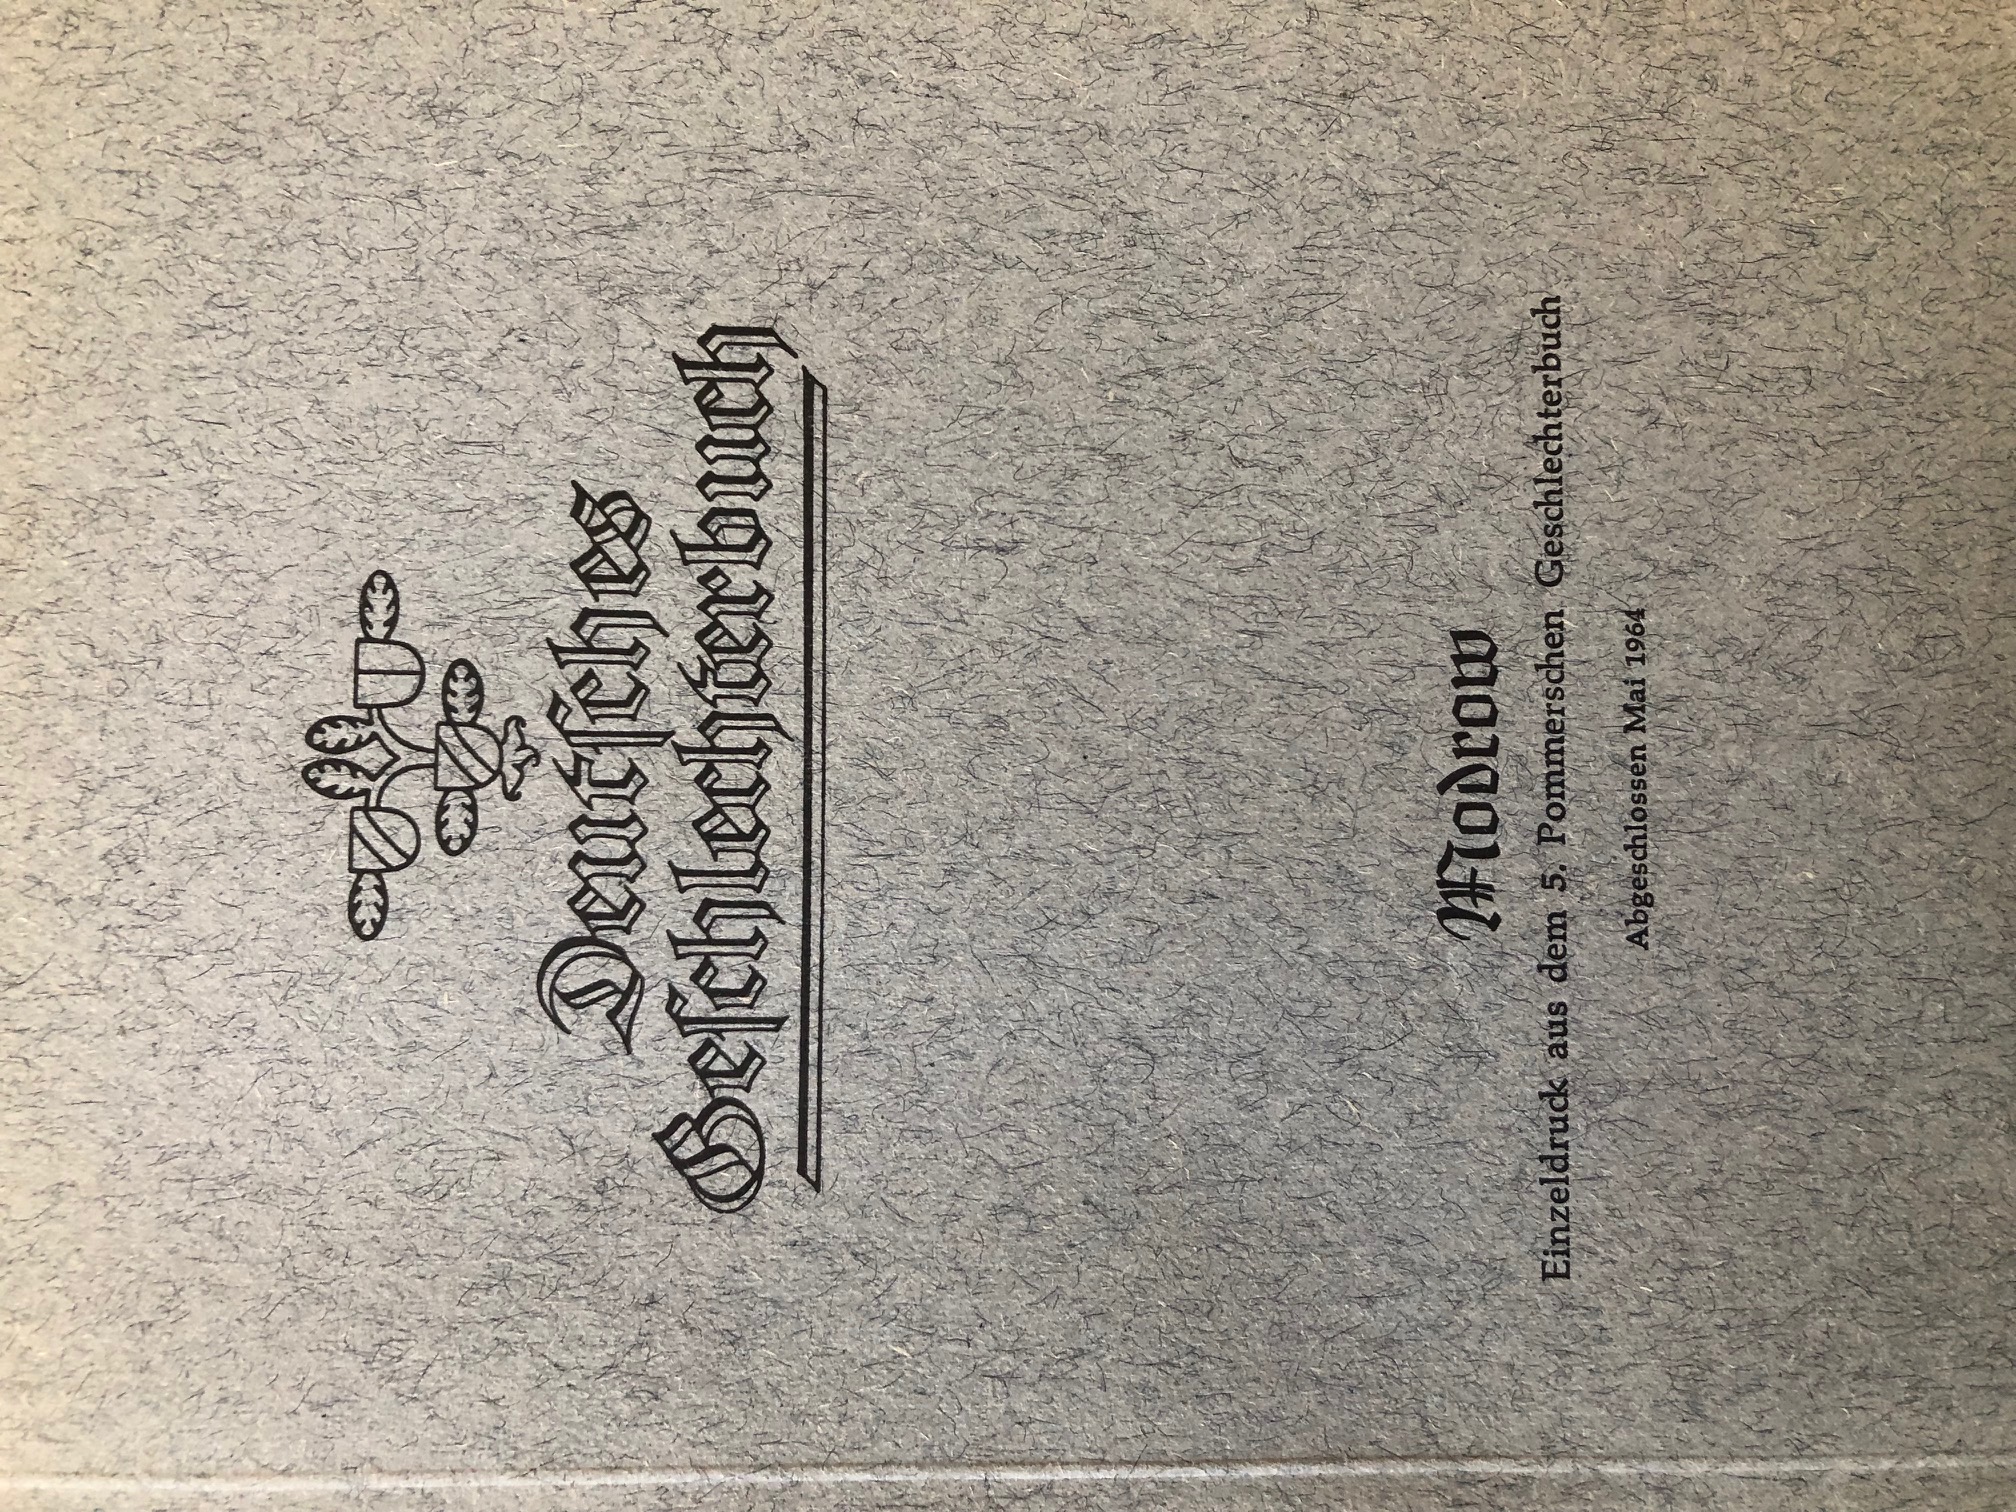 Deutſches
Geſchlechterbuch
Modrow
Einzeldruck aus dem 5. Pommerschen Geschlechterbuch
Abgeschlossen Mai 1964